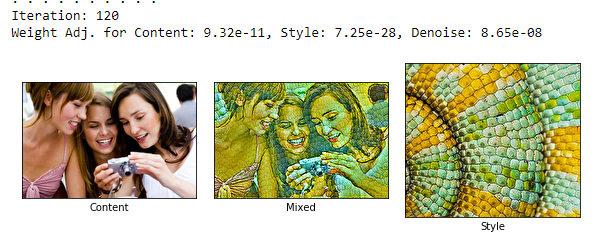 . . . . . . . . . .
Iteration: 120
Weight Adj. for Content: 9.32e-11, Style: 7.25e-28, Denoise: 8.65e-08
Content
Mixed
Style